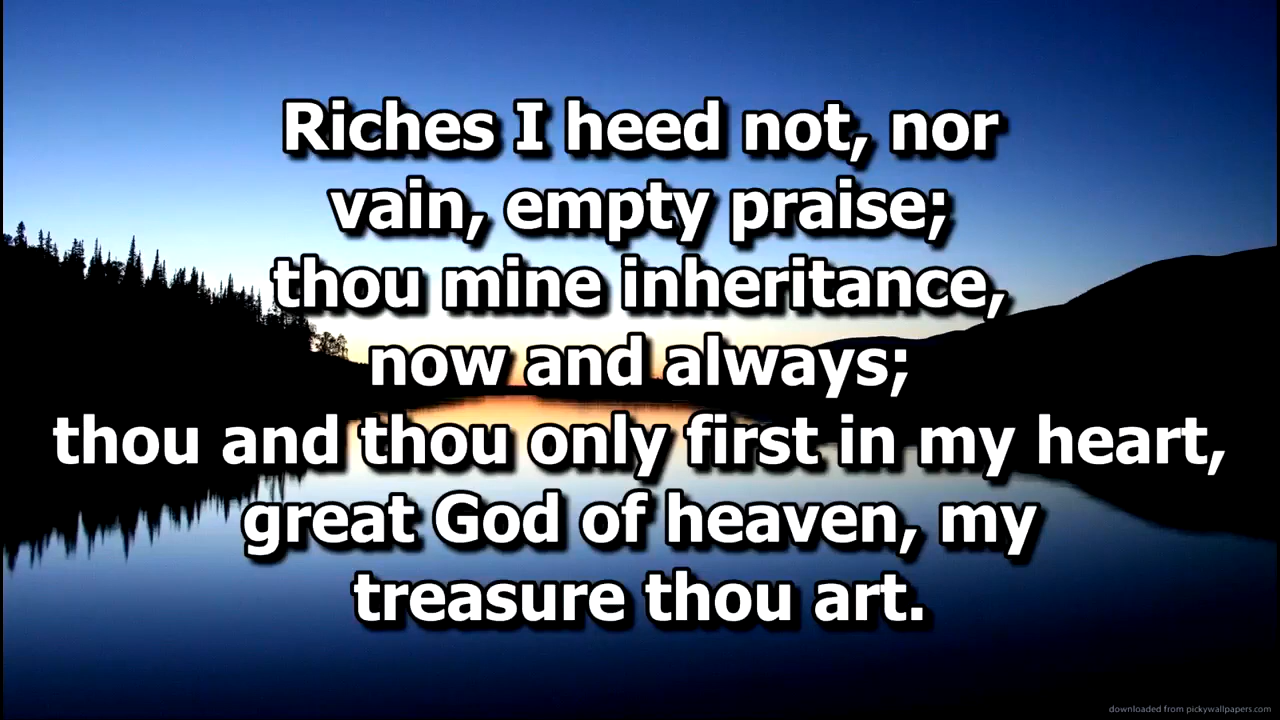 Riches I heed not, nor
vain, empty praise;
thou mine inheritance,
now and always;
thou and thou only first in my heart,
great God of heaven, my
treasure thou art.
downloaded from pickywallpapers.com